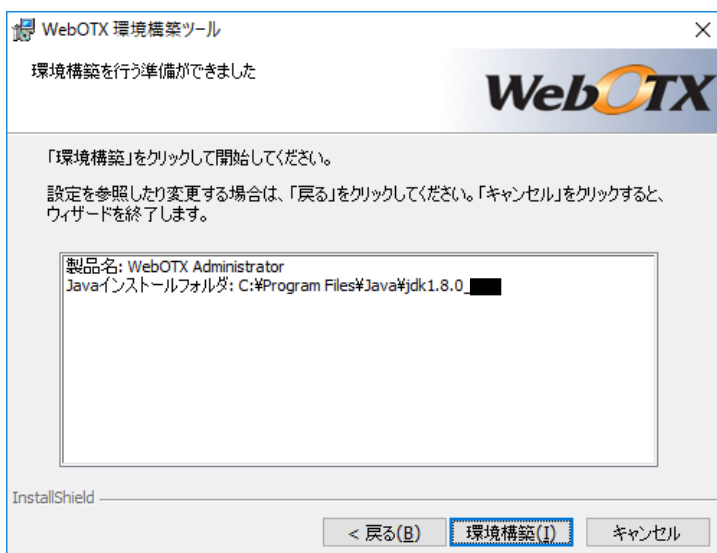 WebOTX 環境構築ツール
環境構築を行う準備ができました
WebOTX
「環境構築」をクリックして開始してください。
設定を参照したり変更する場合は、「戻る」をクリックしてください。「キャンセル」をクリックすると、
ウィザードを終了します。
製品名: WebOTX Administrator
Javaインストールフォルダ: C:¥Program Files¥Java¥jdk1.8.0_
InstallShield
< 戻る(B) 環境構築(I) キャンセル